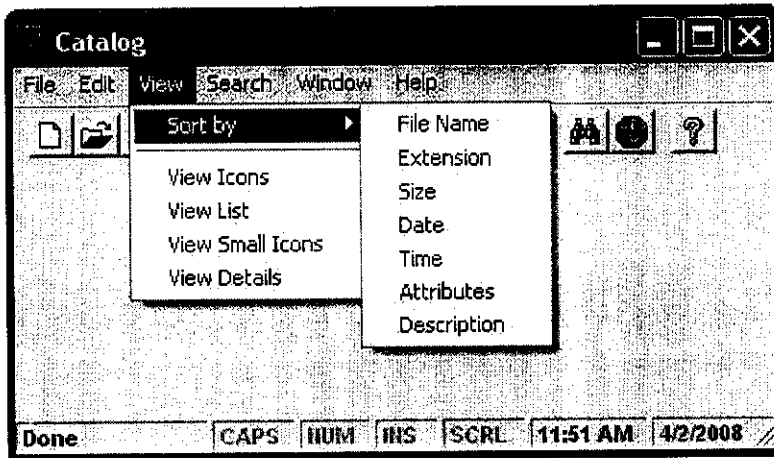 Catalog
File Edit View Search Window Help
Sort by
View Icons
View List
View Small Icons
View Details
File Name
Extension
Size
Date
Time
Attributes
Description
Done CAPS NUM INS SCRL 11:51 AM 4/2/2008